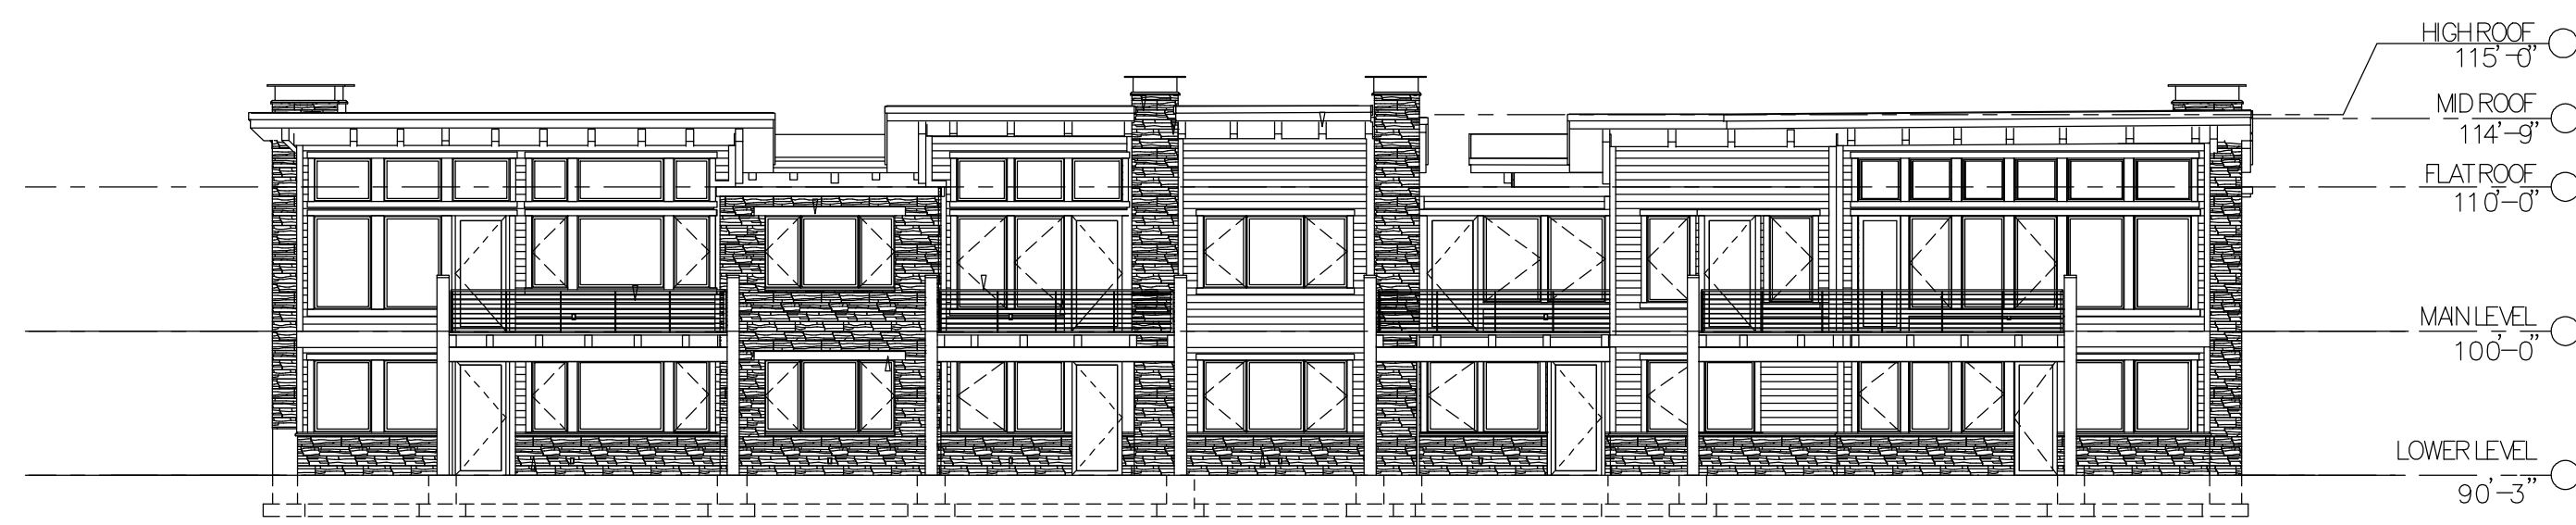 HIGH ROOF
115'-0"
MID ROOF
114'-9"
FLAT ROOF
110'-0"
MAIN LEVEL
100'-0"
LOWER LEVEL
90'-3"